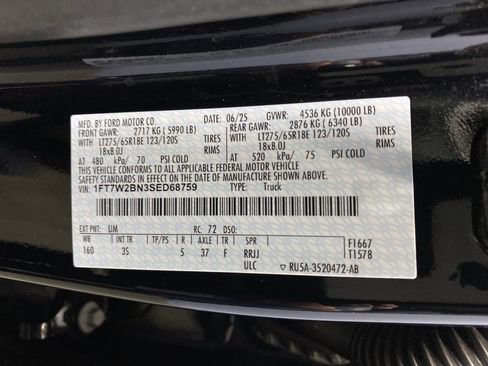 MFD. BY FORD MOTOR CO. DATE: 06/25 GVWR: 4536 KG (10000 LB)
FRONT GAWR: 2717 KG (5990 LB) REAR GAWR: 2876 KG (6340 LB)
WITH LT275/65R18E 123/120S TIRES WITH LT275/65R18E 123/120S TIRES
18x8.0J RIMS 18x8.0J RIMS
AT 480 kPa/ 70 PSI COLD AT 520 kPa/ 75 PSI COLD
THIS VEHICLE CONFORMS TO ALL APPLICABLE FEDERAL MOTOR VEHICLE SAFETY STANDARDS IN EFFECT ON THE DATE OF MANUFACTURE SHOWN ABOVE.
VIN: 1FT7W2BN3SED68759 TYPE: Truck
EXT PNT: UM RC: 72 DSO:
WB INT TR TP/PS R AXLE TR SPR F1667
160 3S 5 37 F RRJJ T1578
ULC ▽ RU5A-3520472-AB